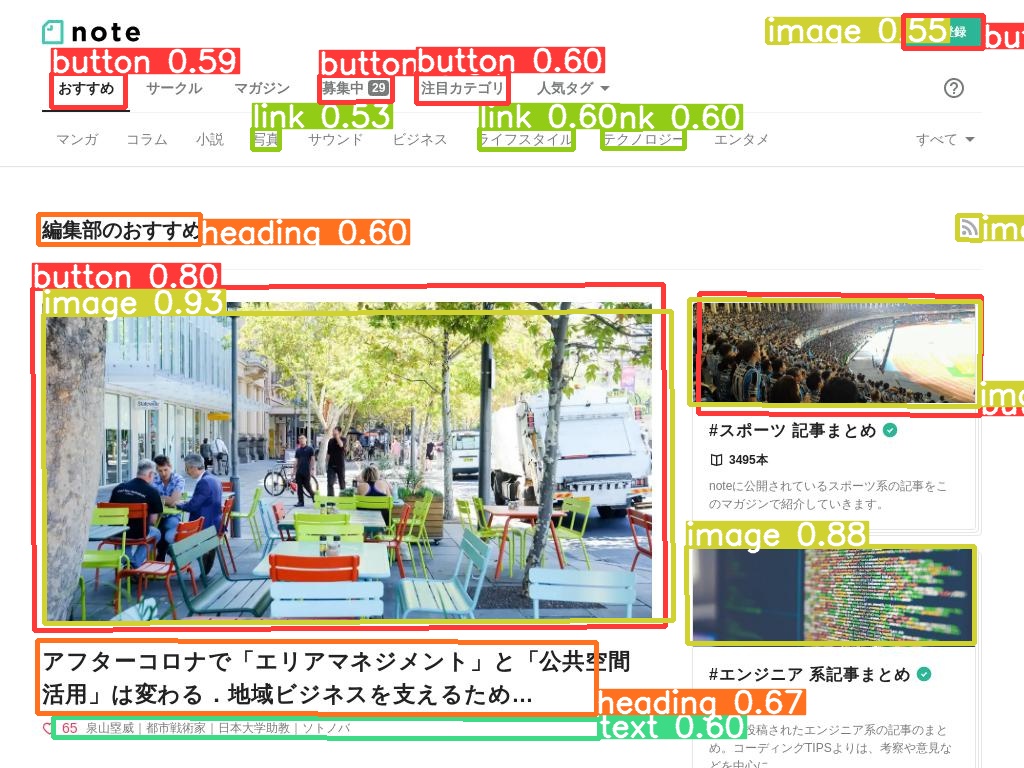 note
image 0.55
登録
button 0.59
button
button 0.60
おすすめ
サークル
マガジン
募集中 29
注目カテゴリ
人気タグ
link 0.53
link 0.60
nk 0.60
マンガ
コラム
小説
写真
サウンド
ビジネス
ライフスタイル
テクノロジー
エンタメ
すべて
編集部のおすすめ
heading 0.60
button 0.80
image 0.93
#スポーツ 記事まとめ
3495本
noteに公開されているスポーツ系の記事をこ
のマガジンで紹介していきます。
image 0.88
アフターコロナで「エリアマネジメント」と「公共空間
活用」は変わる．地域ビジネスを支えるため…
heading 0.67
65 泉山塁威｜都市戦術家｜日本大学助教｜ソトノバ
text 0.60
#エンジニア 系記事まとめ
投稿されたエンジニア系の記事のまと
め。コーディングTIPSよりは、考察や意見な
どを中心に